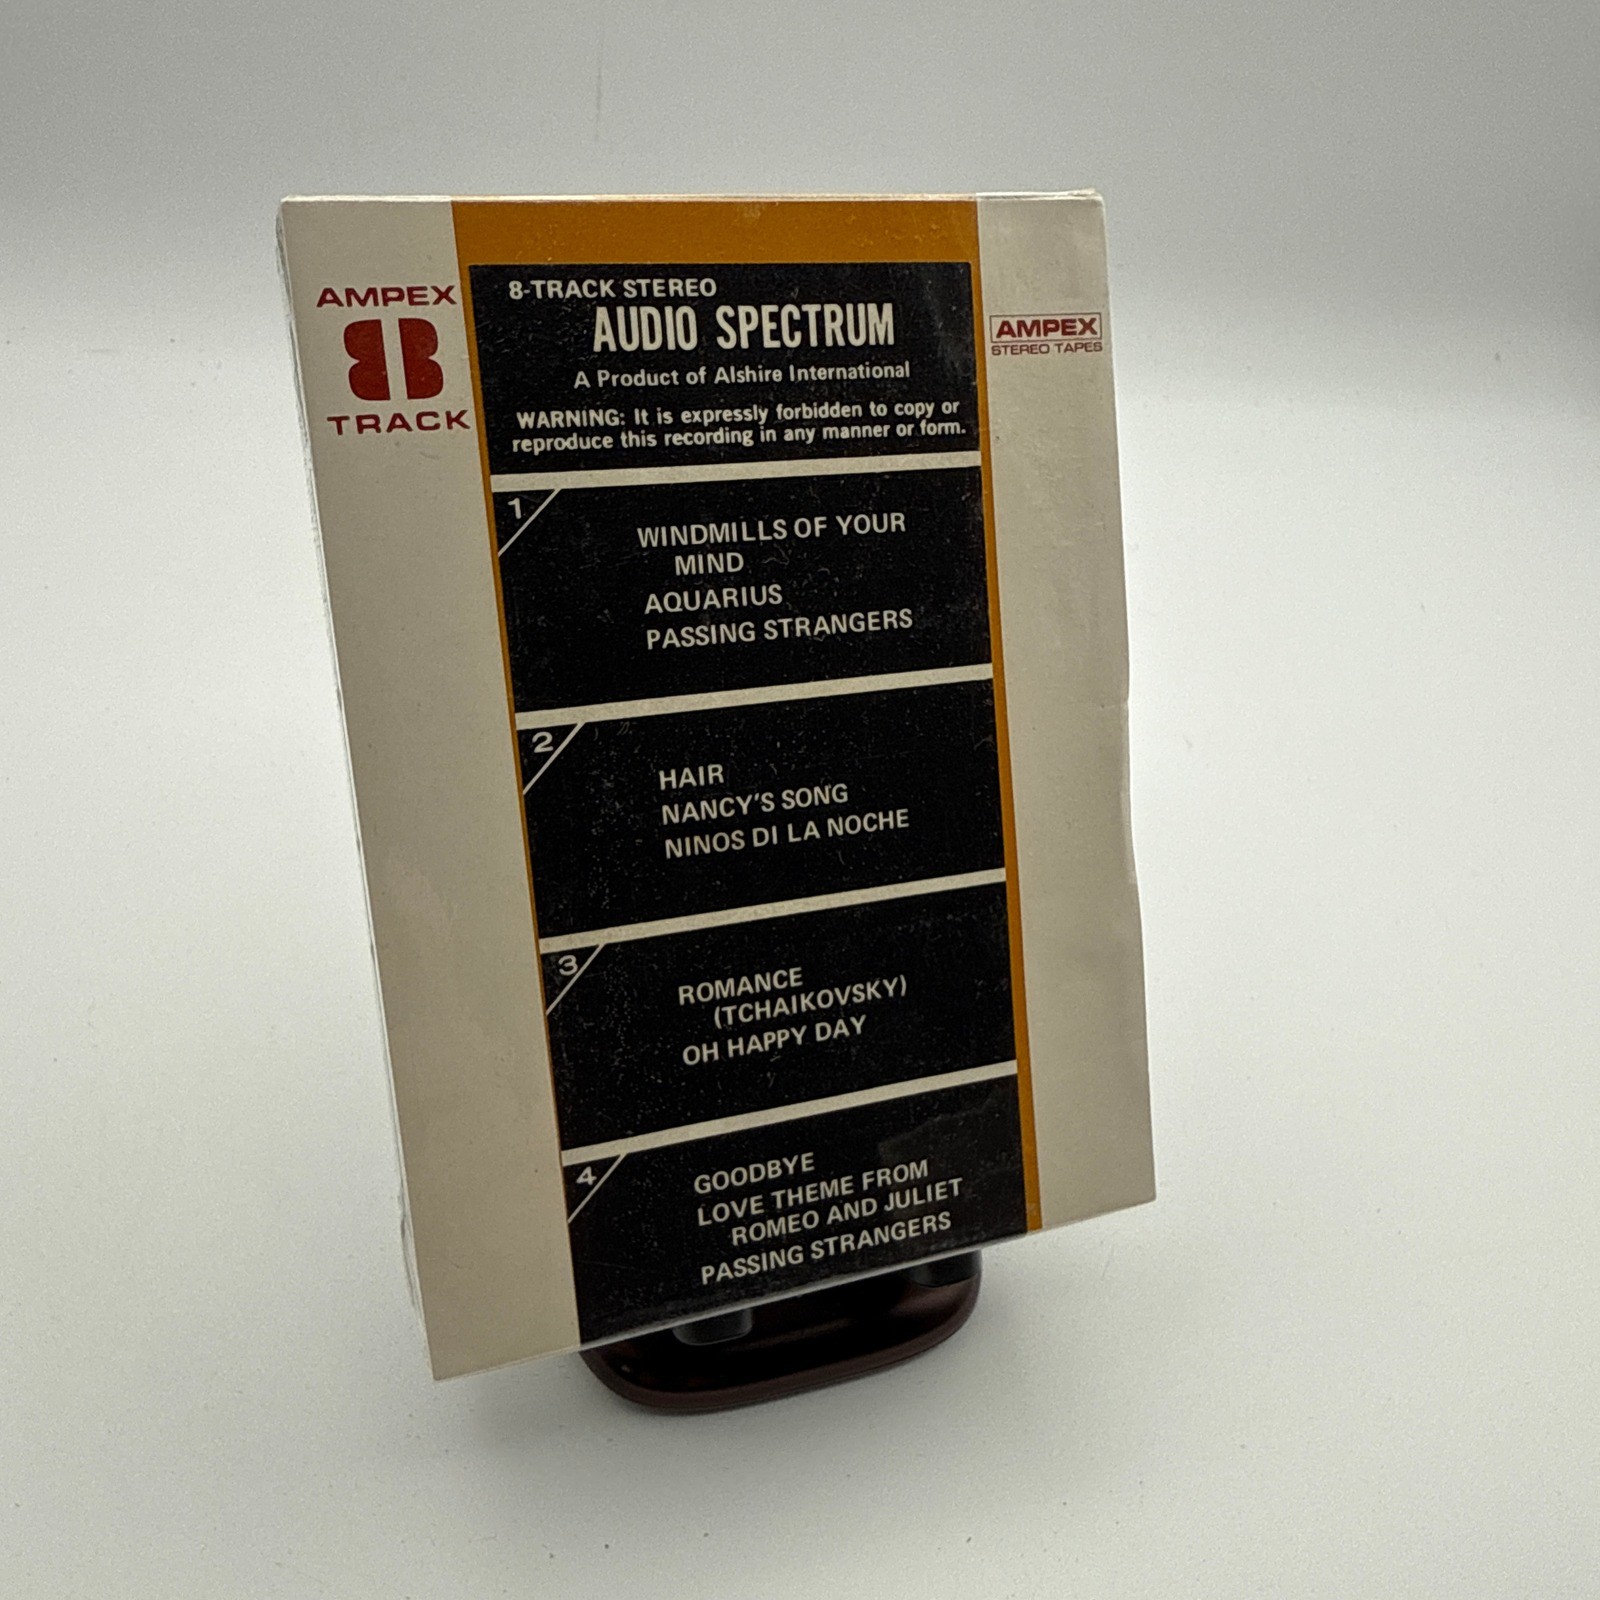 AMPEX
8
TRACK
8-TRACK STEREO
AUDIO SPECTRUM
A Product of Alshire International
WARNING: It is expressly forbidden to copy or
reproduce this recording in any manner or form.
AMPEX
STEREO TAPES
1
WINDMILLS OF YOUR
MIND
AQUARIUS
PASSING STRANGERS
2
HAIR
NANCY'S SONG
NINOS DI LA NOCHE
3
ROMANCE
(TCHAIKOVSKY)
OH HAPPY DAY
4
GOODBYE
LOVE THEME FROM
ROMEO AND JULIET
PASSING STRANGERS